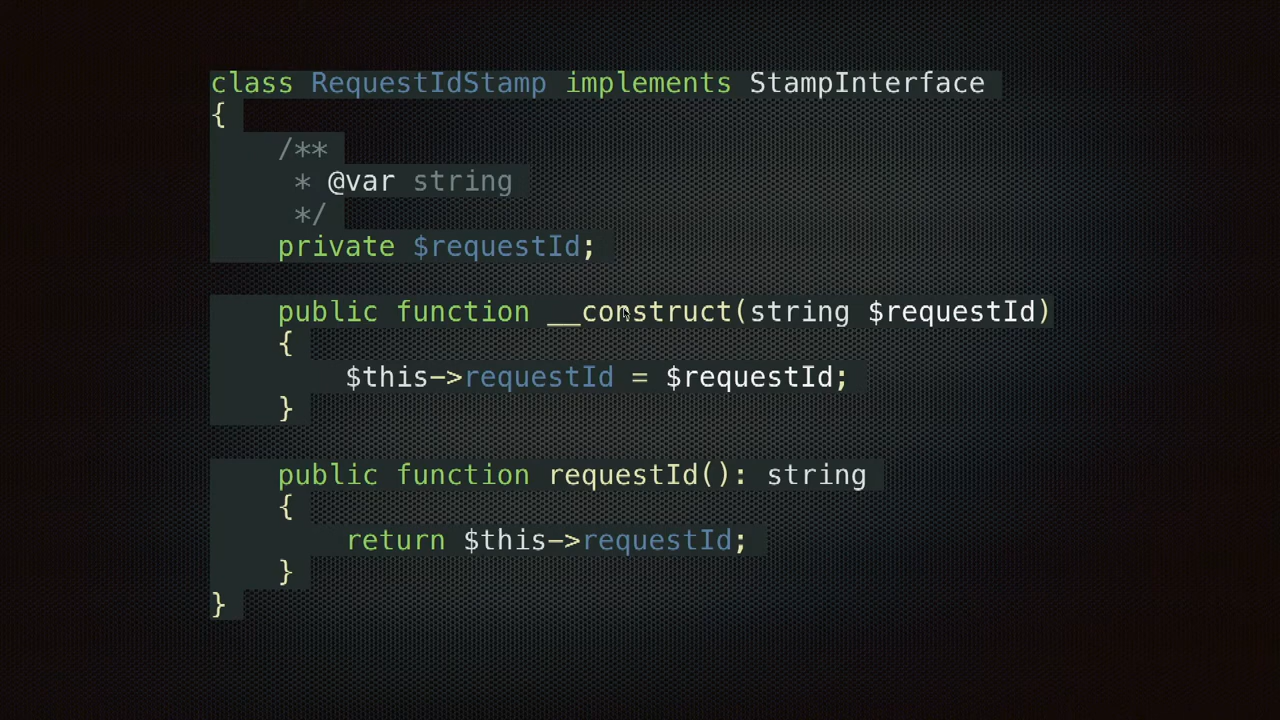 class RequestIdStamp implements StampInterface
{
    /**
     * @var string
     */
    private $requestId;

    public function __construct(string $requestId)
    {
        $this->requestId = $requestId;
    }

    public function requestId(): string
    {
        return $this->requestId;
    }
}